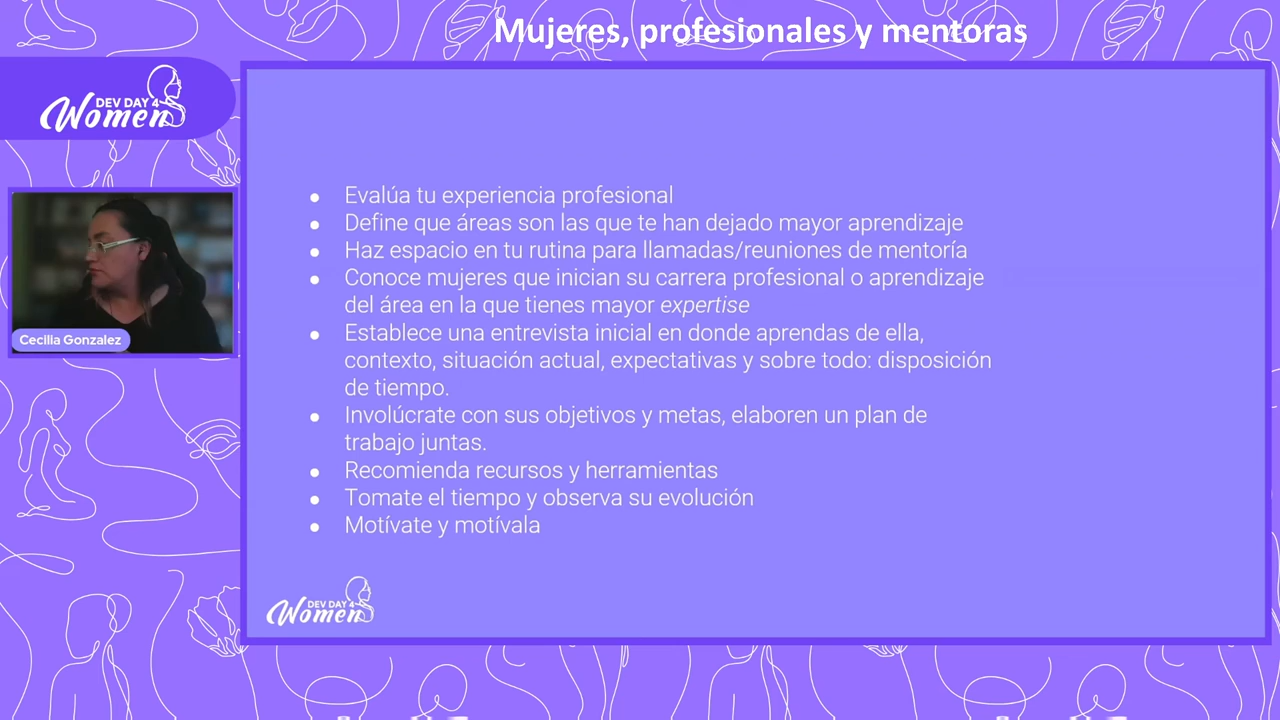 Mujeres, profesionales y mentoras
DEV DAY 4
Women
Cecilia Gonzalez
● Evalúa tu experiencia profesional
● Define que áreas son las que te han dejado mayor aprendizaje
● Haz espacio en tu rutina para llamadas/reuniones de mentoría
● Conoce mujeres que inician su carrera profesional o aprendizaje
del área en la que tienes mayor expertise
● Establece una entrevista inicial en donde aprendas de ella,
contexto, situación actual, expectativas y sobre todo: disposición
de tiempo.
● Involúcrate con sus objetivos y metas, elaboren un plan de
trabajo juntas.
● Recomienda recursos y herramientas
● Tomate el tiempo y observa su evolución
● Motívate y motívala
DEV DAY 4
Women